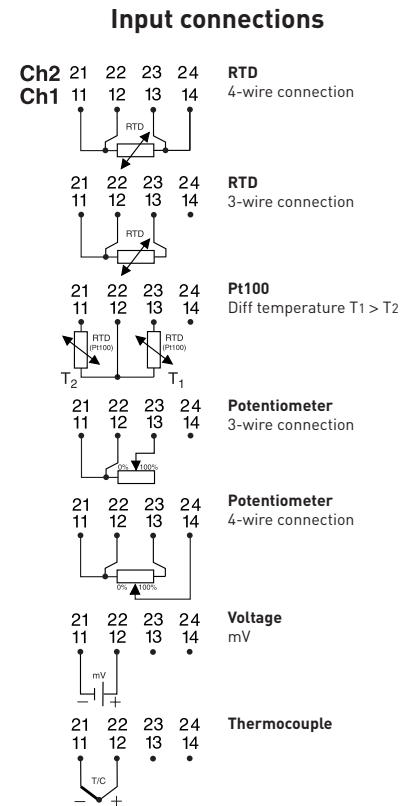 Input connections
Ch2 21 22 23 24 RTD
Ch1 11 12 13 14 4-wire connection
RTD
21 22 23 24 RTD
11 12 13 14 3-wire connection
RTD
21 22 23 24 Pt100
11 12 13 14 Diff temperature T1 > T2
RTD RTD
(Pt100) (Pt100)
T2 T1
21 22 23 24 Potentiometer
11 12 13 14 3-wire connection
0% 100%
21 22 23 24 Potentiometer
11 12 13 14 4-wire connection
0% 100%
21 22 23 24 Voltage
11 12 13 14 mV
mV
– +
21 22 23 24 Thermocouple
11 12 13 14
T/C
– +